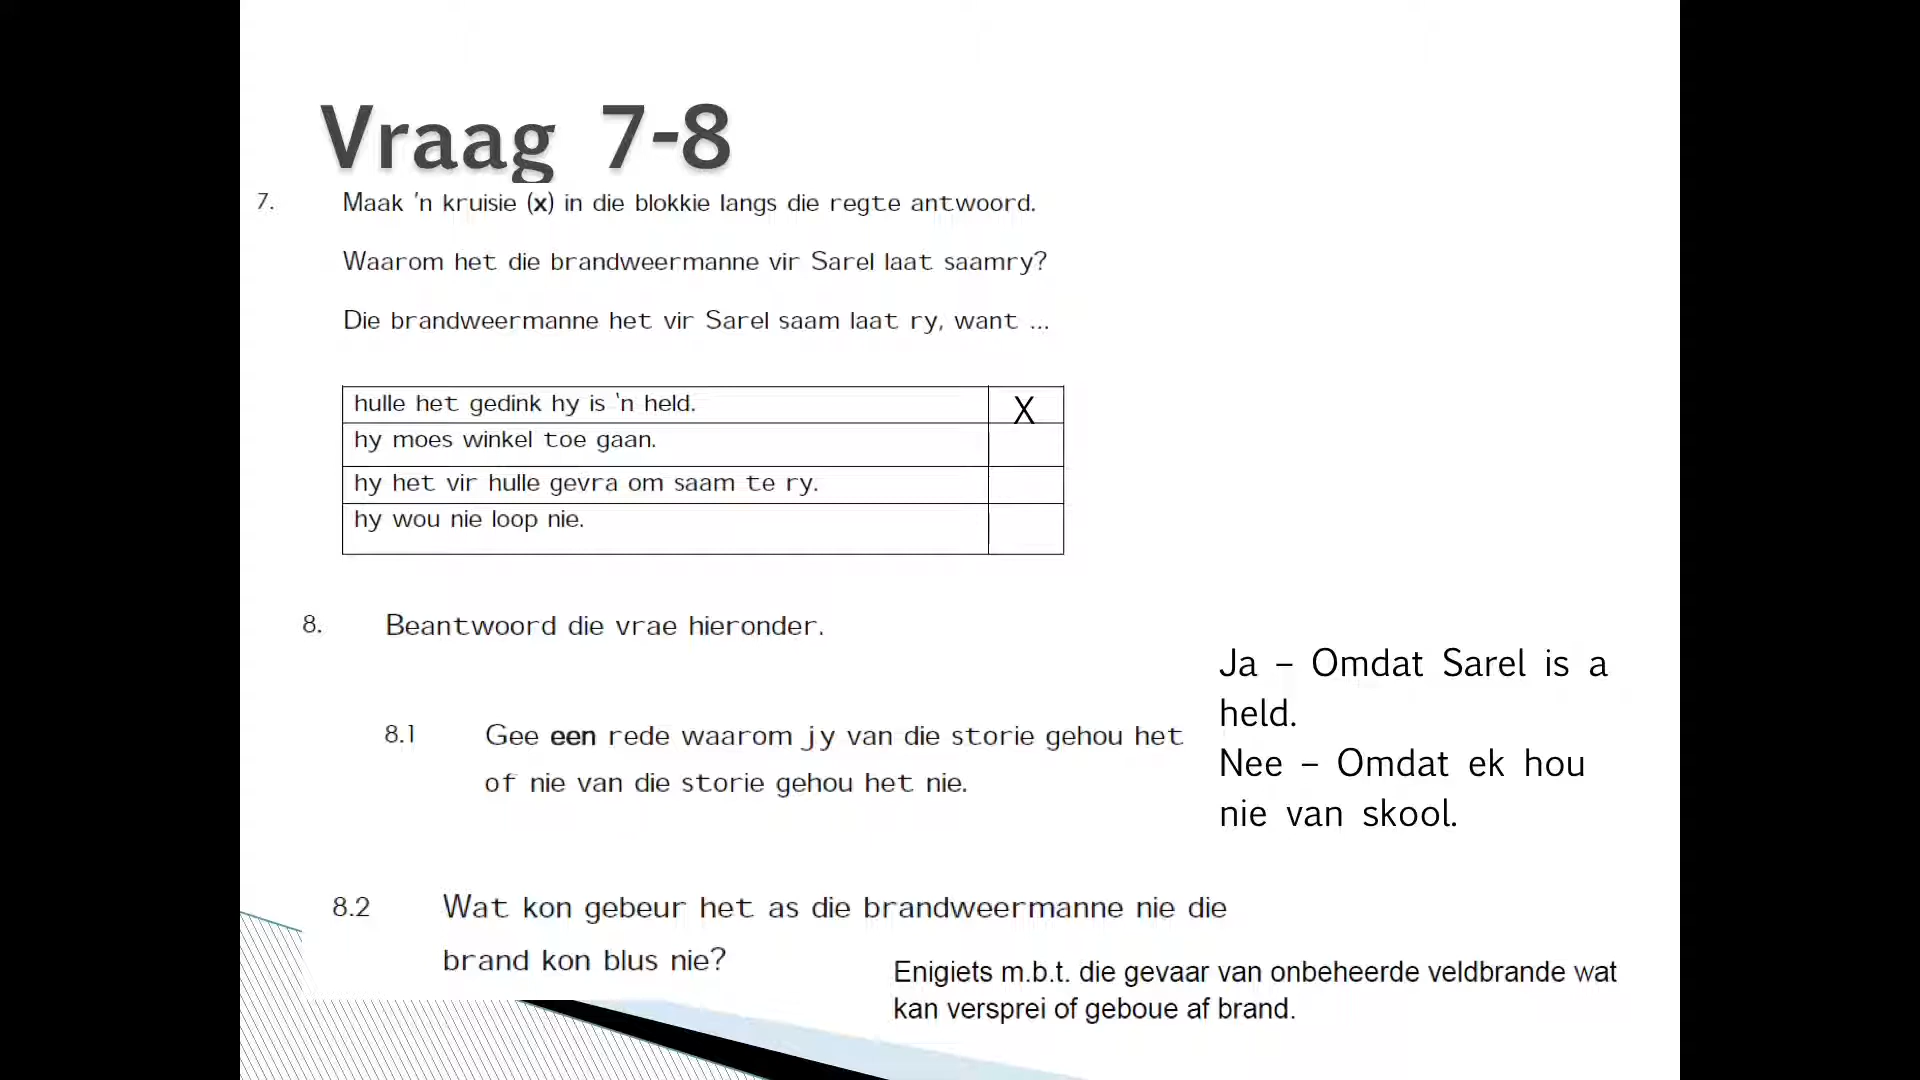 Vraag 7-8
7. Maak 'n kruisie (x) in die blokkie langs die regte antwoord.
Waarom het die brandweermanne vir Sarel laat saamry?
Die brandweermanne het vir Sarel saam laat ry, want ...
hulle het gedink hy is 'n held. X
hy moes winkel toe gaan.
hy het vir hulle gevra om saam te ry.
hy wou nie loop nie.
8. Beantwoord die vrae hieronder.
8.1 Gee een rede waarom jy van die storie gehou het
of nie van die storie gehou het nie.
Ja – Omdat Sarel is a
held.
Nee – Omdat ek hou
nie van skool.
8.2 Wat kon gebeur het as die brandweermanne nie die
brand kon blus nie?
Enigiets m.b.t. die gevaar van onbeheerde veldbrande wat
kan versprei of geboue af brand.